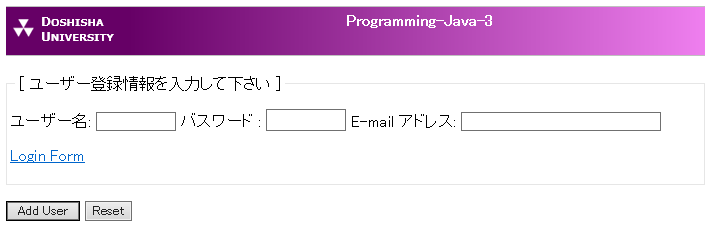 DOSHISHA UNIVERSITY
Programming-Java-3
[ ユーザー登録情報を入力して下さい ]
ユーザー名: パスワード : E-mail アドレス:
Login Form
Add User Reset